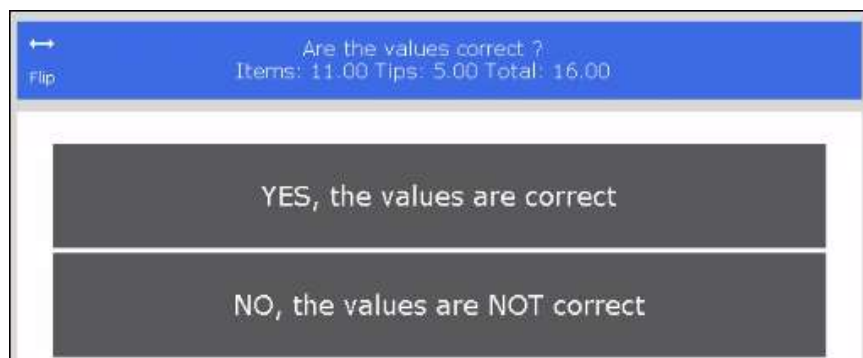 Are the values correct ?
Items: 11.00 Tips: 5.00 Total: 16.00
Flip
YES, the values are correct
NO, the values are NOT correct